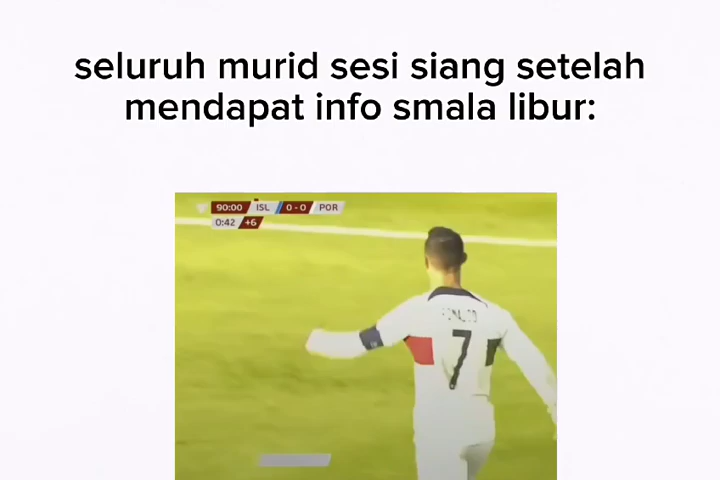 seluruh murid sesi siang setelah
mendapat info smala libur:
90:00 ISL 0-0 POR
0:42 +6
7